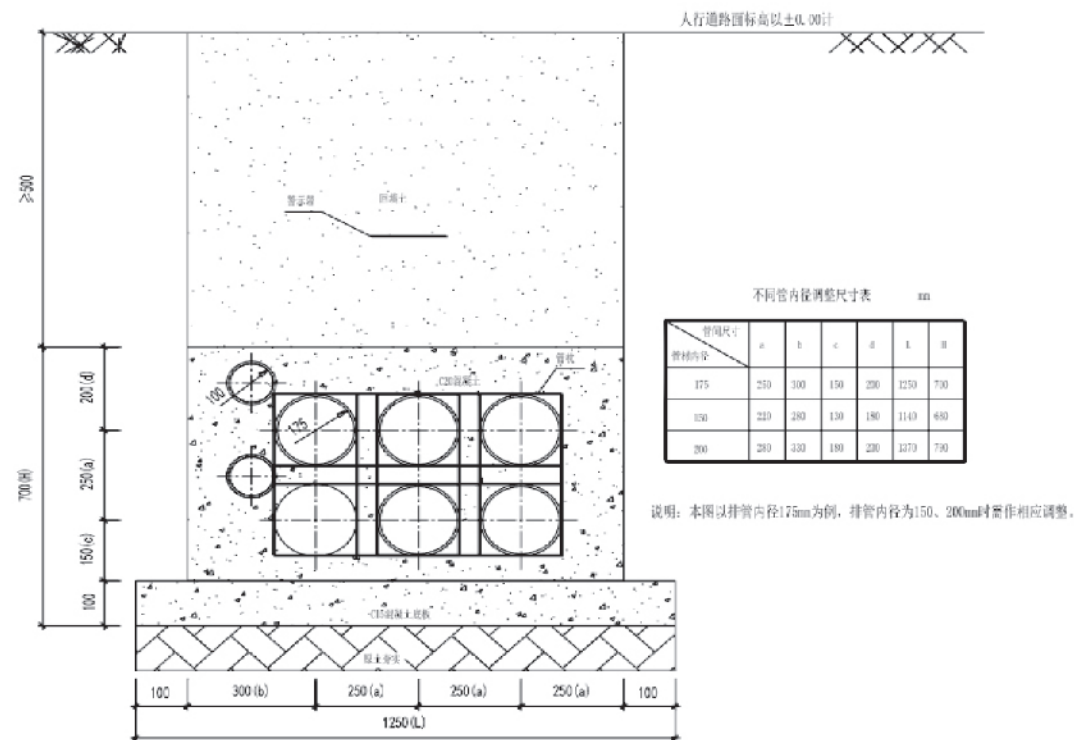 人行道路面标高以±0.00计
≥500
警示带
回填土
不同管内径调整尺寸表 mm
管间尺寸
管材内径
a b c d L H
175 250 300 150 200 1250 700
150 220 280 130 180 1140 680
200 280 330 180 230 1370 790
管枕
C20混凝土
100
175
200(d)
250(a)
700(H)
150(c)
100
说明：本图以排管内径175mm为例，排管内径为150、200mm时需作相应调整。
C15混凝土底板
原土夯实
100 300(b) 250(a) 250(a) 250(a) 100
1250(L)